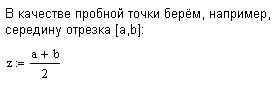 В качестве пробной точки берём, например,
середину отрезка [a,b]:
z := (a + b) / 2